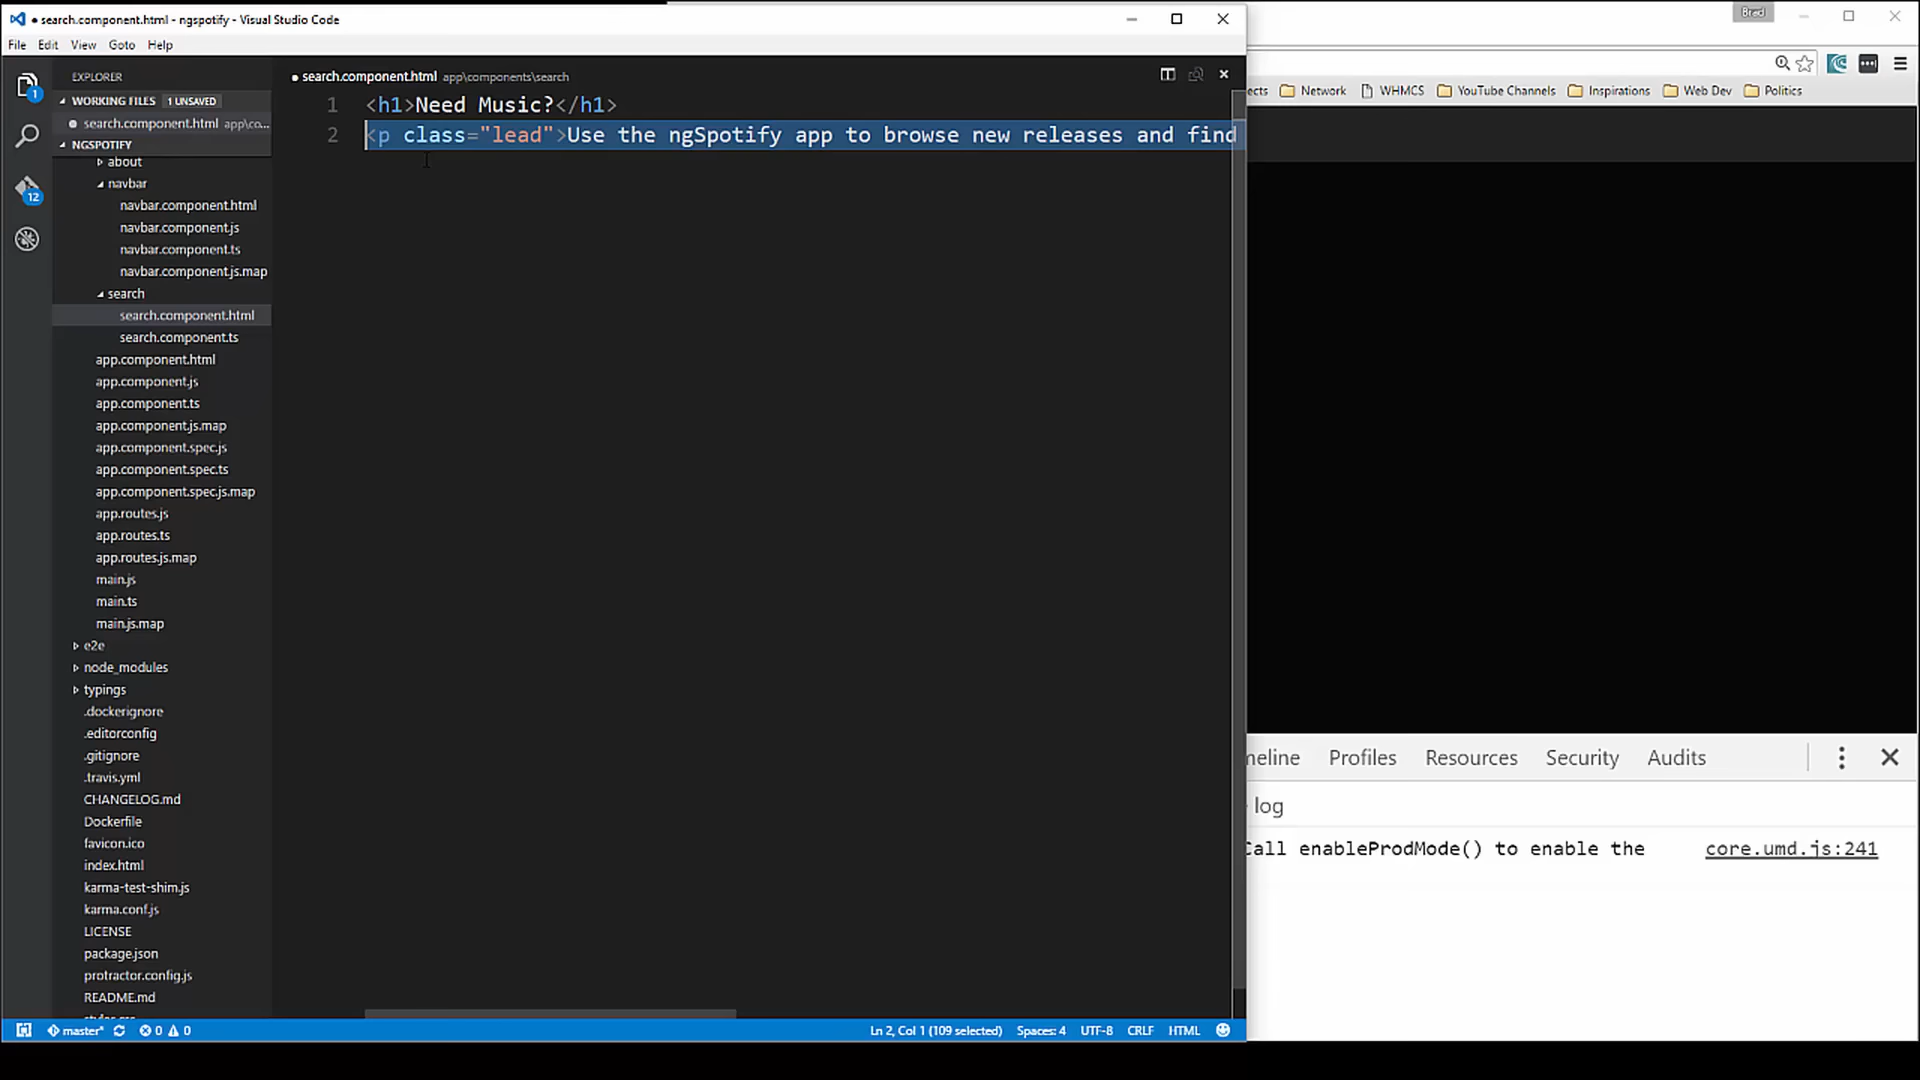 ● search.component.html - ngspotify - Visual Studio Code
Brad
File Edit View Goto Help
ects Network WHMCS YouTube Channels Inspirations Web Dev Politics
EXPLORER
1
WORKING FILES 1 UNSAVED
● search.component.html app\co...
NGSPOTIFY
about
navbar
navbar.component.html
navbar.component.js
navbar.component.ts
navbar.component.js.map
search
search.component.html
search.component.ts
app.component.html
app.component.js
app.component.ts
app.component.js.map
app.component.spec.js
app.component.spec.ts
app.component.spec.js.map
app.routes.js
app.routes.ts
app.routes.js.map
main.js
main.ts
main.js.map
e2e
node_modules
typings
.dockerignore
.editorconfig
.gitignore
.travis.yml
CHANGELOG.md
Dockerfile
favicon.ico
index.html
karma-test-shim.js
karma.conf.js
LICENSE
package.json
protractor.config.js
README.md
12
● search.component.html app\components\search
1 <h1>Need Music?</h1>
2 <p class="lead">Use the ngSpotify app to browse new releases and find
meline Profiles Resources Security Audits
log
Call enableProdMode() to enable the core.umd.js:241
master* 0 0 Ln 2, Col 1 (109 selected) Spaces: 4 UTF-8 CRLF HTML